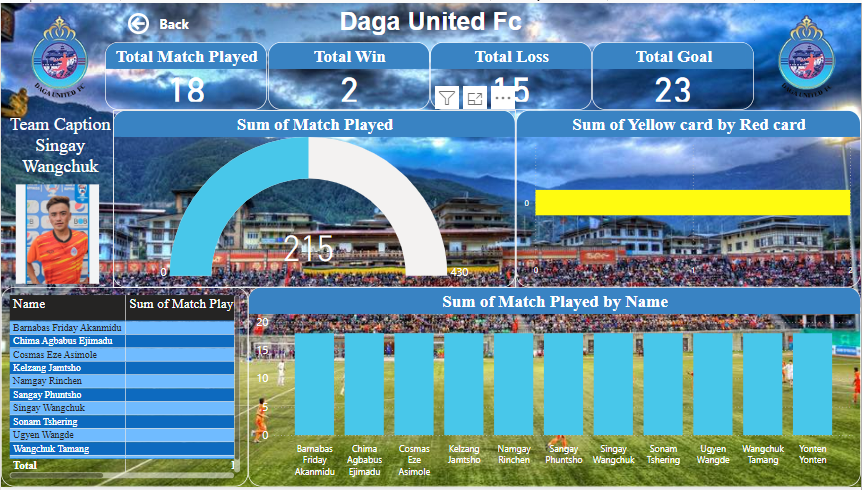 Back
Daga United Fc
DAGA UNITED FC
DAGA UNITED FC
Total Match Played
18
Total Win
2
Total Loss
15
Total Goal
23
Team Caption
Singay
Wangchuk
Sum of Match Played
215
0
430
Sum of Yellow card by Red card
0
0
1
2
Name Sum of Match Play
Barnabas Friday Akanmidu
Chima Agbabus Ejimadu
Cosmas Eze Asimole
Kelzang Jamtsho
Namgay Rinchen
Sangay Phuntsho
Singay Wangchuk
Sonam Tshering
Ugyen Wangde
Wangchuk Tamang
Total
Sum of Match Played by Name
20
15
10
5
0
Barnabas
Friday
Akanmidu
Chima
Agbabus
Ejimadu
Cosmas
Eze
Asimole
Kelzang
Jamtsho
Namgay
Rinchen
Sangay
Phuntsho
Singay
Wangchuk
Sonam
Tshering
Ugyen
Wangde
Wangchuk
Tamang
Yonten
Yonten